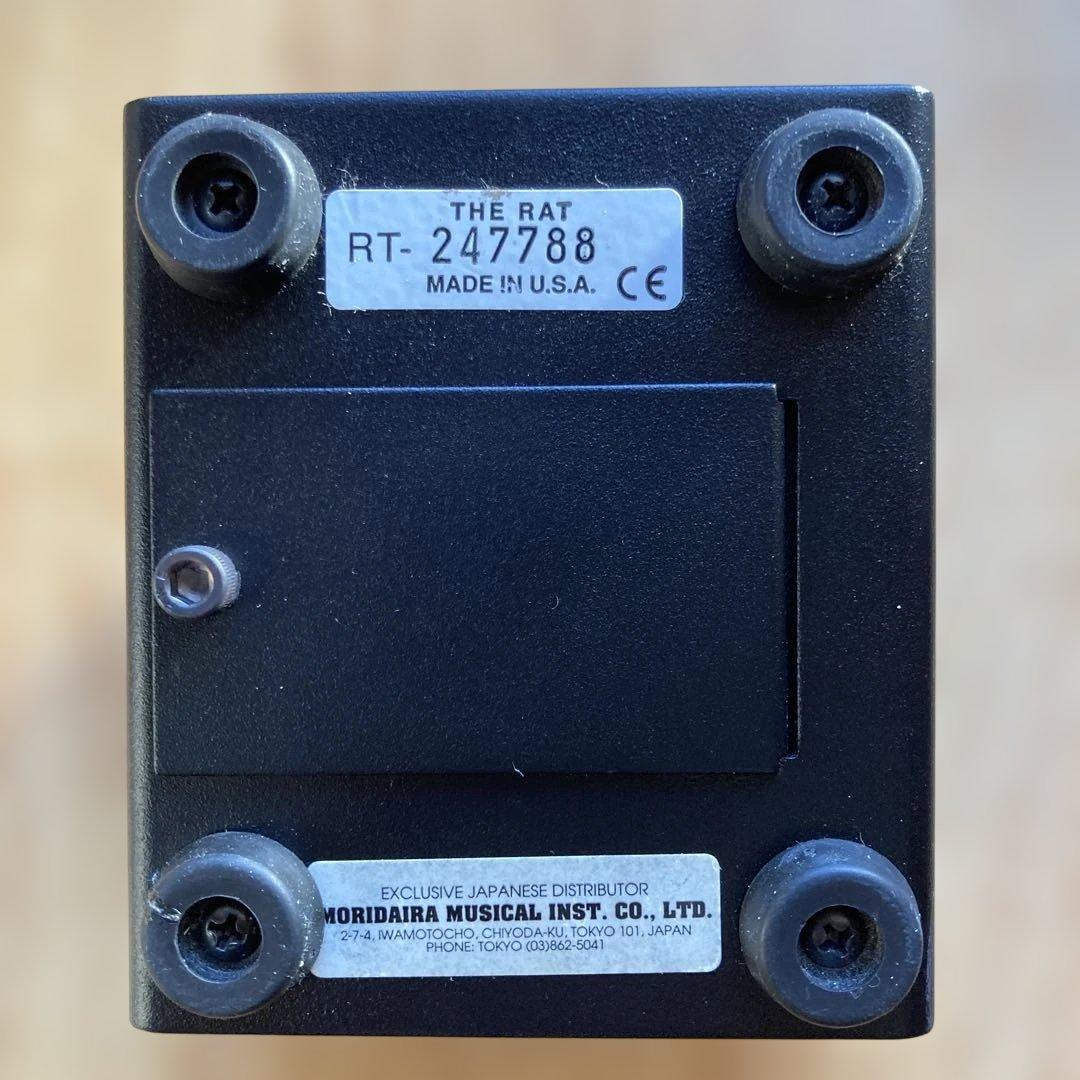 THE RAT
RT- 247788
MADE IN U.S.A. CE
EXCLUSIVE JAPANESE DISTRIBUTOR
MORIDAIRA MUSICAL INST. CO., LTD.
2-7-4, IWAMOTOCHO, CHIYODA-KU, TOKYO 101, JAPAN
PHONE: TOKYO (03)862-5041